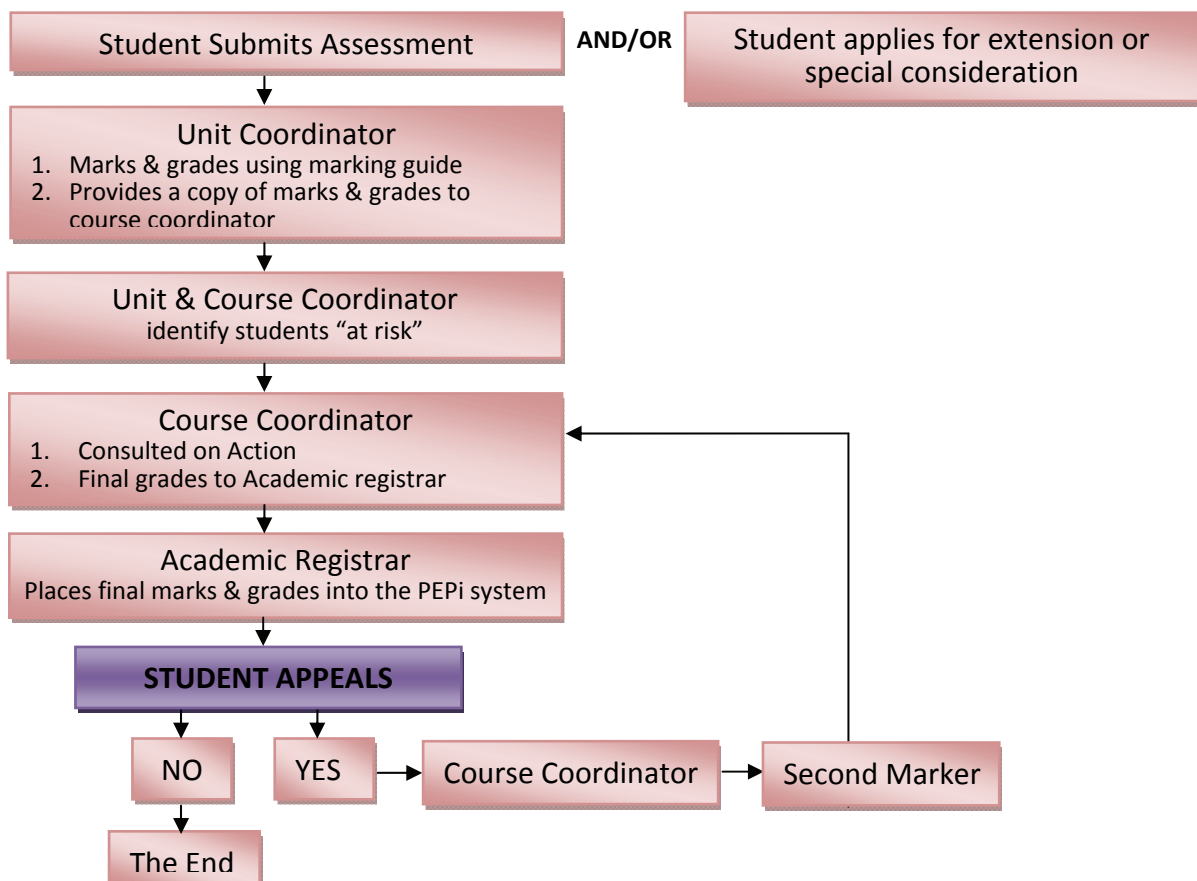 Student Submits Assessment
AND/OR
Student applies for extension or
special consideration
Unit Coordinator
1. Marks & grades using marking guide
2. Provides a copy of marks & grades to
course coordinator
Unit & Course Coordinator
identify students “at risk”
Course Coordinator
1. Consulted on Action
2. Final grades to Academic registrar
Academic Registrar
Places final marks & grades into the PEPi system
STUDENT APPEALS
NO
YES
Course Coordinator
Second Marker
The End